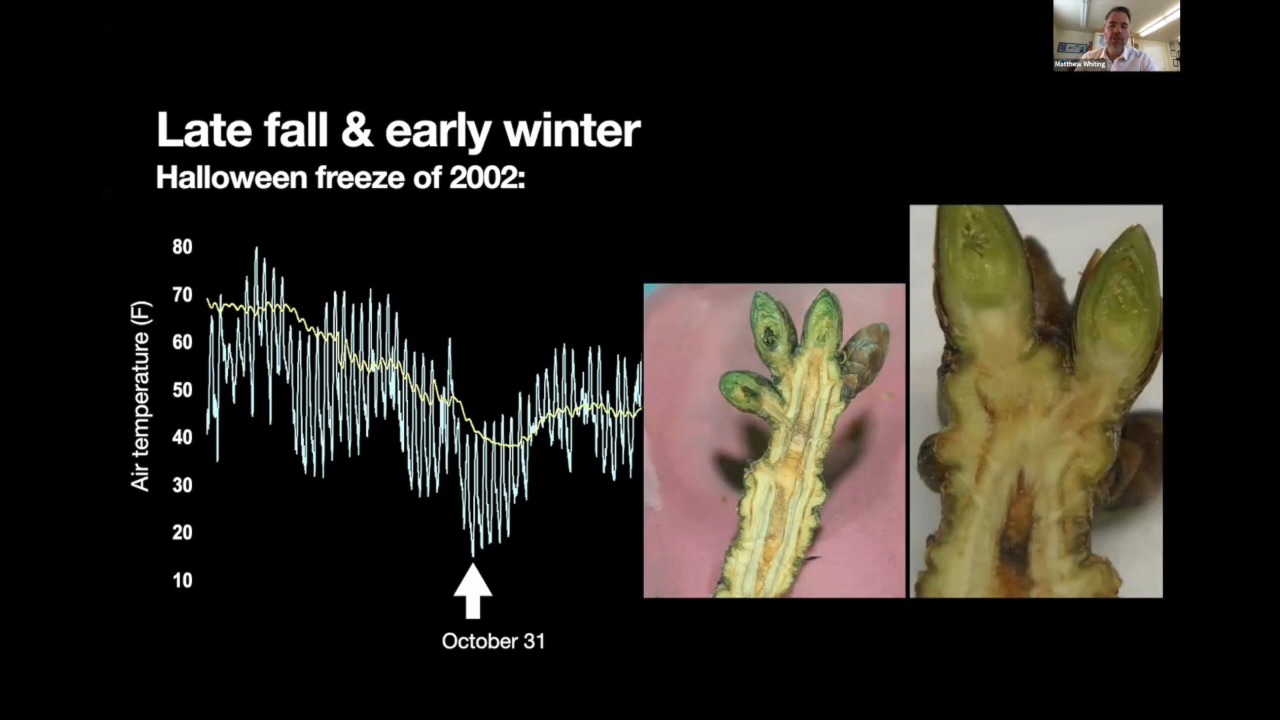 Matthew Whiting
Late fall & early winter
Halloween freeze of 2002:
Air temperature (F)
80
70
60
50
40
30
20
10
October 31